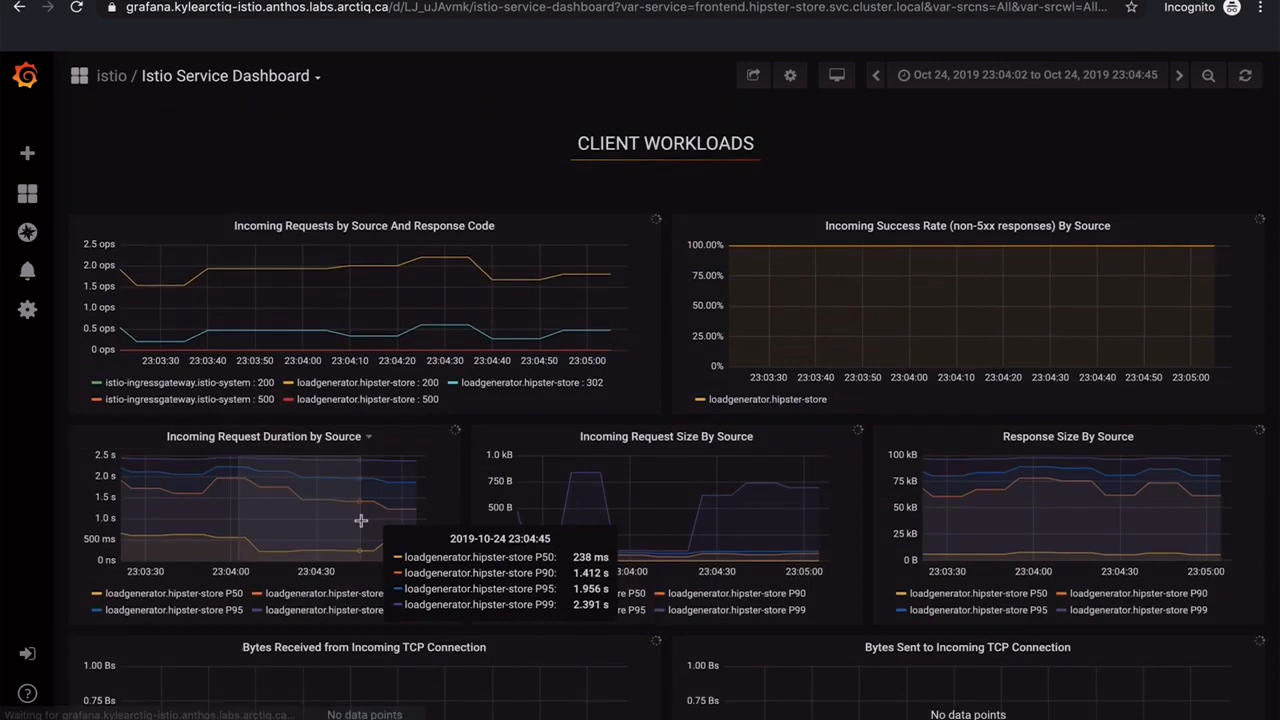 grafana.kylearctiq-istio.anthos.labs.arctiq.ca/d/LJ_uJAvmk/istio-service-dashboard?var-service=frontend.hipster-store.svc.cluster.local&var-srcns=All&var-srcwl=All...
Incognito
istio / Istio Service Dashboard
Oct 24, 2019 23:04:02 to Oct 24, 2019 23:04:45
CLIENT WORKLOADS
Incoming Requests by Source And Response Code
2.5 ops
2.0 ops
1.5 ops
1.0 ops
0.5 ops
0 ops
23:03:30 23:03:40 23:03:50 23:04:00 23:04:10 23:04:20 23:04:30 23:04:40 23:04:50 23:05:00
istio-ingressgateway.istio-system : 200 loadgenerator.hipster-store : 200 loadgenerator.hipster-store : 302
istio-ingressgateway.istio-system : 500 loadgenerator.hipster-store : 500
Incoming Success Rate (non-5xx responses) By Source
100.00%
75.00%
50.00%
25.00%
0%
23:03:30 23:03:40 23:03:50 23:04:00 23:04:10 23:04:20 23:04:30 23:04:40 23:04:50 23:05:00
loadgenerator.hipster-store
Incoming Request Duration by Source
2.5 s
2.0 s
1.5 s
1.0 s
500 ms
0 ns
23:03:30 23:04:00 23:04:30
loadgenerator.hipster-store P50 loadgenerator.hipster-store
loadgenerator.hipster-store P95 loadgenerator.hipster-store
2019-10-24 23:04:45
loadgenerator.hipster-store P50: 238 ms
loadgenerator.hipster-store P90: 1.412 s
loadgenerator.hipster-store P95: 1.956 s
loadgenerator.hipster-store P99: 2.391 s
Incoming Request Size By Source
1.0 kB
750 B
500 B
:04:00 23:04:30 23:05:00
re P50 loadgenerator.hipster-store P90
re P95 loadgenerator.hipster-store P99
Response Size By Source
100 kB
75 kB
50 kB
25 kB
0 B
23:03:30 23:04:00 23:04:30 23:05:00
loadgenerator.hipster-store P50 loadgenerator.hipster-store P90
loadgenerator.hipster-store P95 loadgenerator.hipster-store P99
Bytes Received from Incoming TCP Connection
1.00 Bs
0.75 Bs
No data points
Bytes Sent to Incoming TCP Connection
1.00 Bs
0.75 Bs
No data points
Waiting for grafana.kylearctiq-istio.anthos.labs.arctiq.ca...